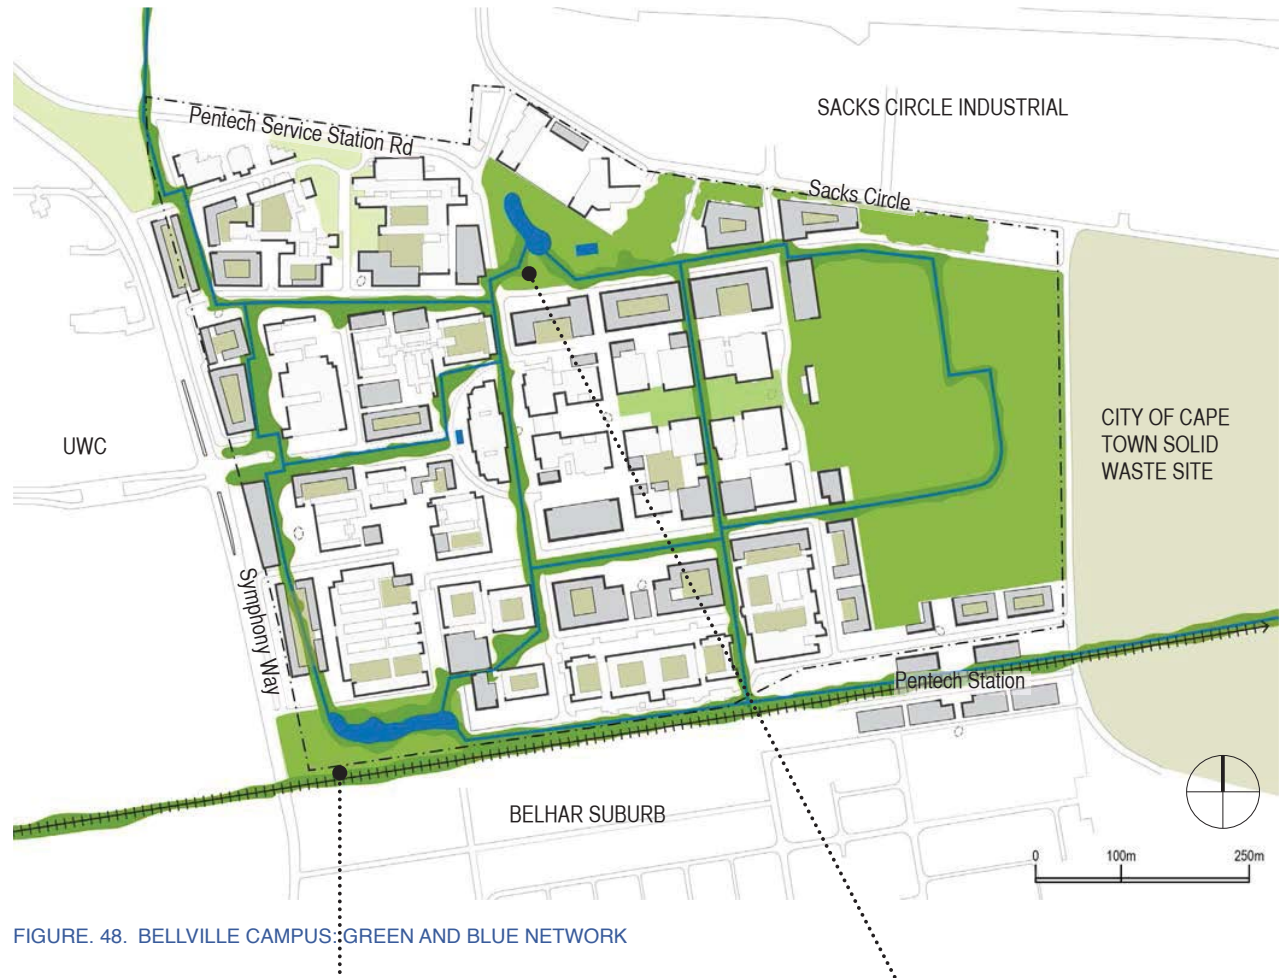 SACKS CIRCLE INDUSTRIAL
Pentech Service Station Rd
Sacks Circle
UWC
CITY OF CAPE
TOWN SOLID
WASTE SITE
Symphony Way
Pentech Station
BELHAR SUBURB
0 100m 250m
FIGURE. 48. BELLVILLE CAMPUS: GREEN AND BLUE NETWORK